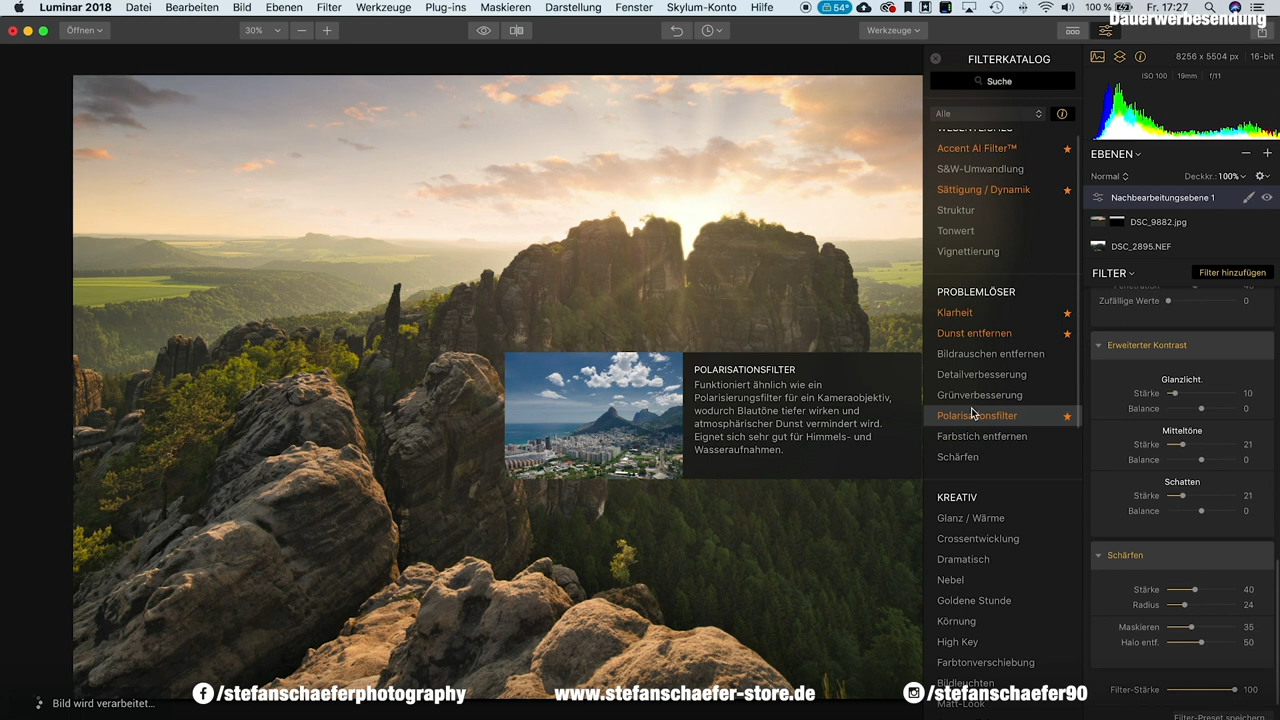 Luminar 2018 Datei Bearbeiten Bild Ebenen Filter Werkzeuge Plug-ins Maskieren Darstellung Fenster Skylum-Konto Hilfe 54° 100 % Fr. 17:27
Dauerwerbesendung
Öffnen 30% Werkzeuge
FILTERKATALOG
Suche
Alle
Accent AI Filter™
S&W-Umwandlung
Sättigung / Dynamik
Struktur
Tonwert
Vignettierung
PROBLEMLÖSER
Klarheit
Dunst entfernen
Bildrauschen entfernen
Detailverbesserung
Grünverbesserung
Polarisationsfilter
Farbstich entfernen
Schärfen
KREATIV
Glanz / Wärme
Crossentwicklung
Dramatisch
Nebel
Goldene Stunde
Körnung
High Key
Farbtonverschiebung
Bildleuchten
Matt-Look
POLARISATIONSFILTER
Funktioniert ähnlich wie ein
Polarisierungsfilter für ein Kameraobjektiv,
wodurch Blautöne tiefer wirken und
atmosphärischer Dunst vermindert wird.
Eignet sich sehr gut für Himmels- und
Wasseraufnahmen.
8256 x 5504 px 16-bit
ISO 100 19mm f/11
EBENEN
Normal Deckkr.: 100%
Nachbearbeitungsebene 1
DSC_9882.jpg
DSC_2895.NEF
FILTER Filter hinzufügen
Zufällige Werte 0
Erweiterter Kontrast
Glanzlicht.
Stärke 10
Balance 0
Mitteltöne
Stärke 21
Balance 0
Schatten
Stärke 21
Balance 0
Schärfen
Stärke 40
Radius 24
Maskieren 35
Halo entf. 50
Filter-Stärke 100
Filter-Preset speichern
Bild wird verarbeitet...
/stefanschaeferphotography www.stefanschaefer-store.de /stefanschaefer90